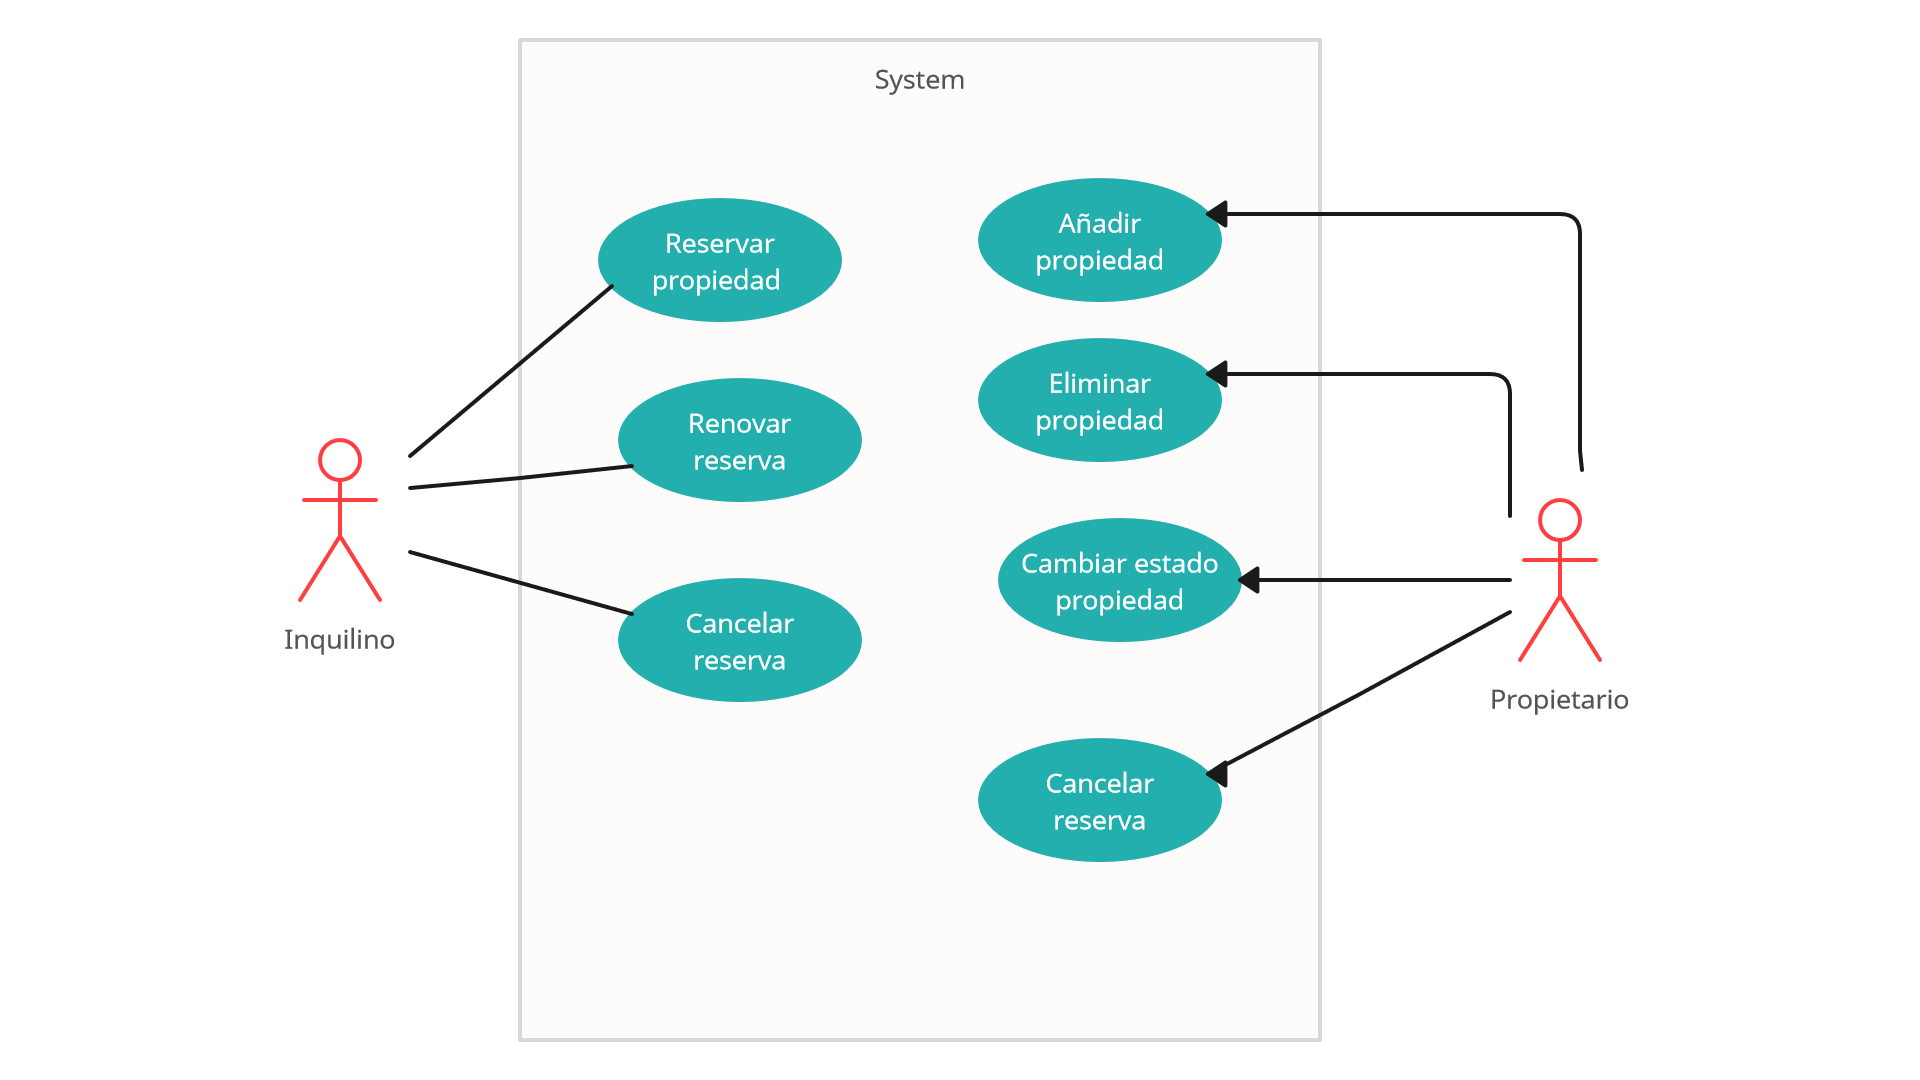 System
Reservar
propiedad
Renovar
reserva
Cancelar
reserva
Añadir
propiedad
Eliminar
propiedad
Cambiar estado
propiedad
Cancelar
reserva
Inquilino
Propietario